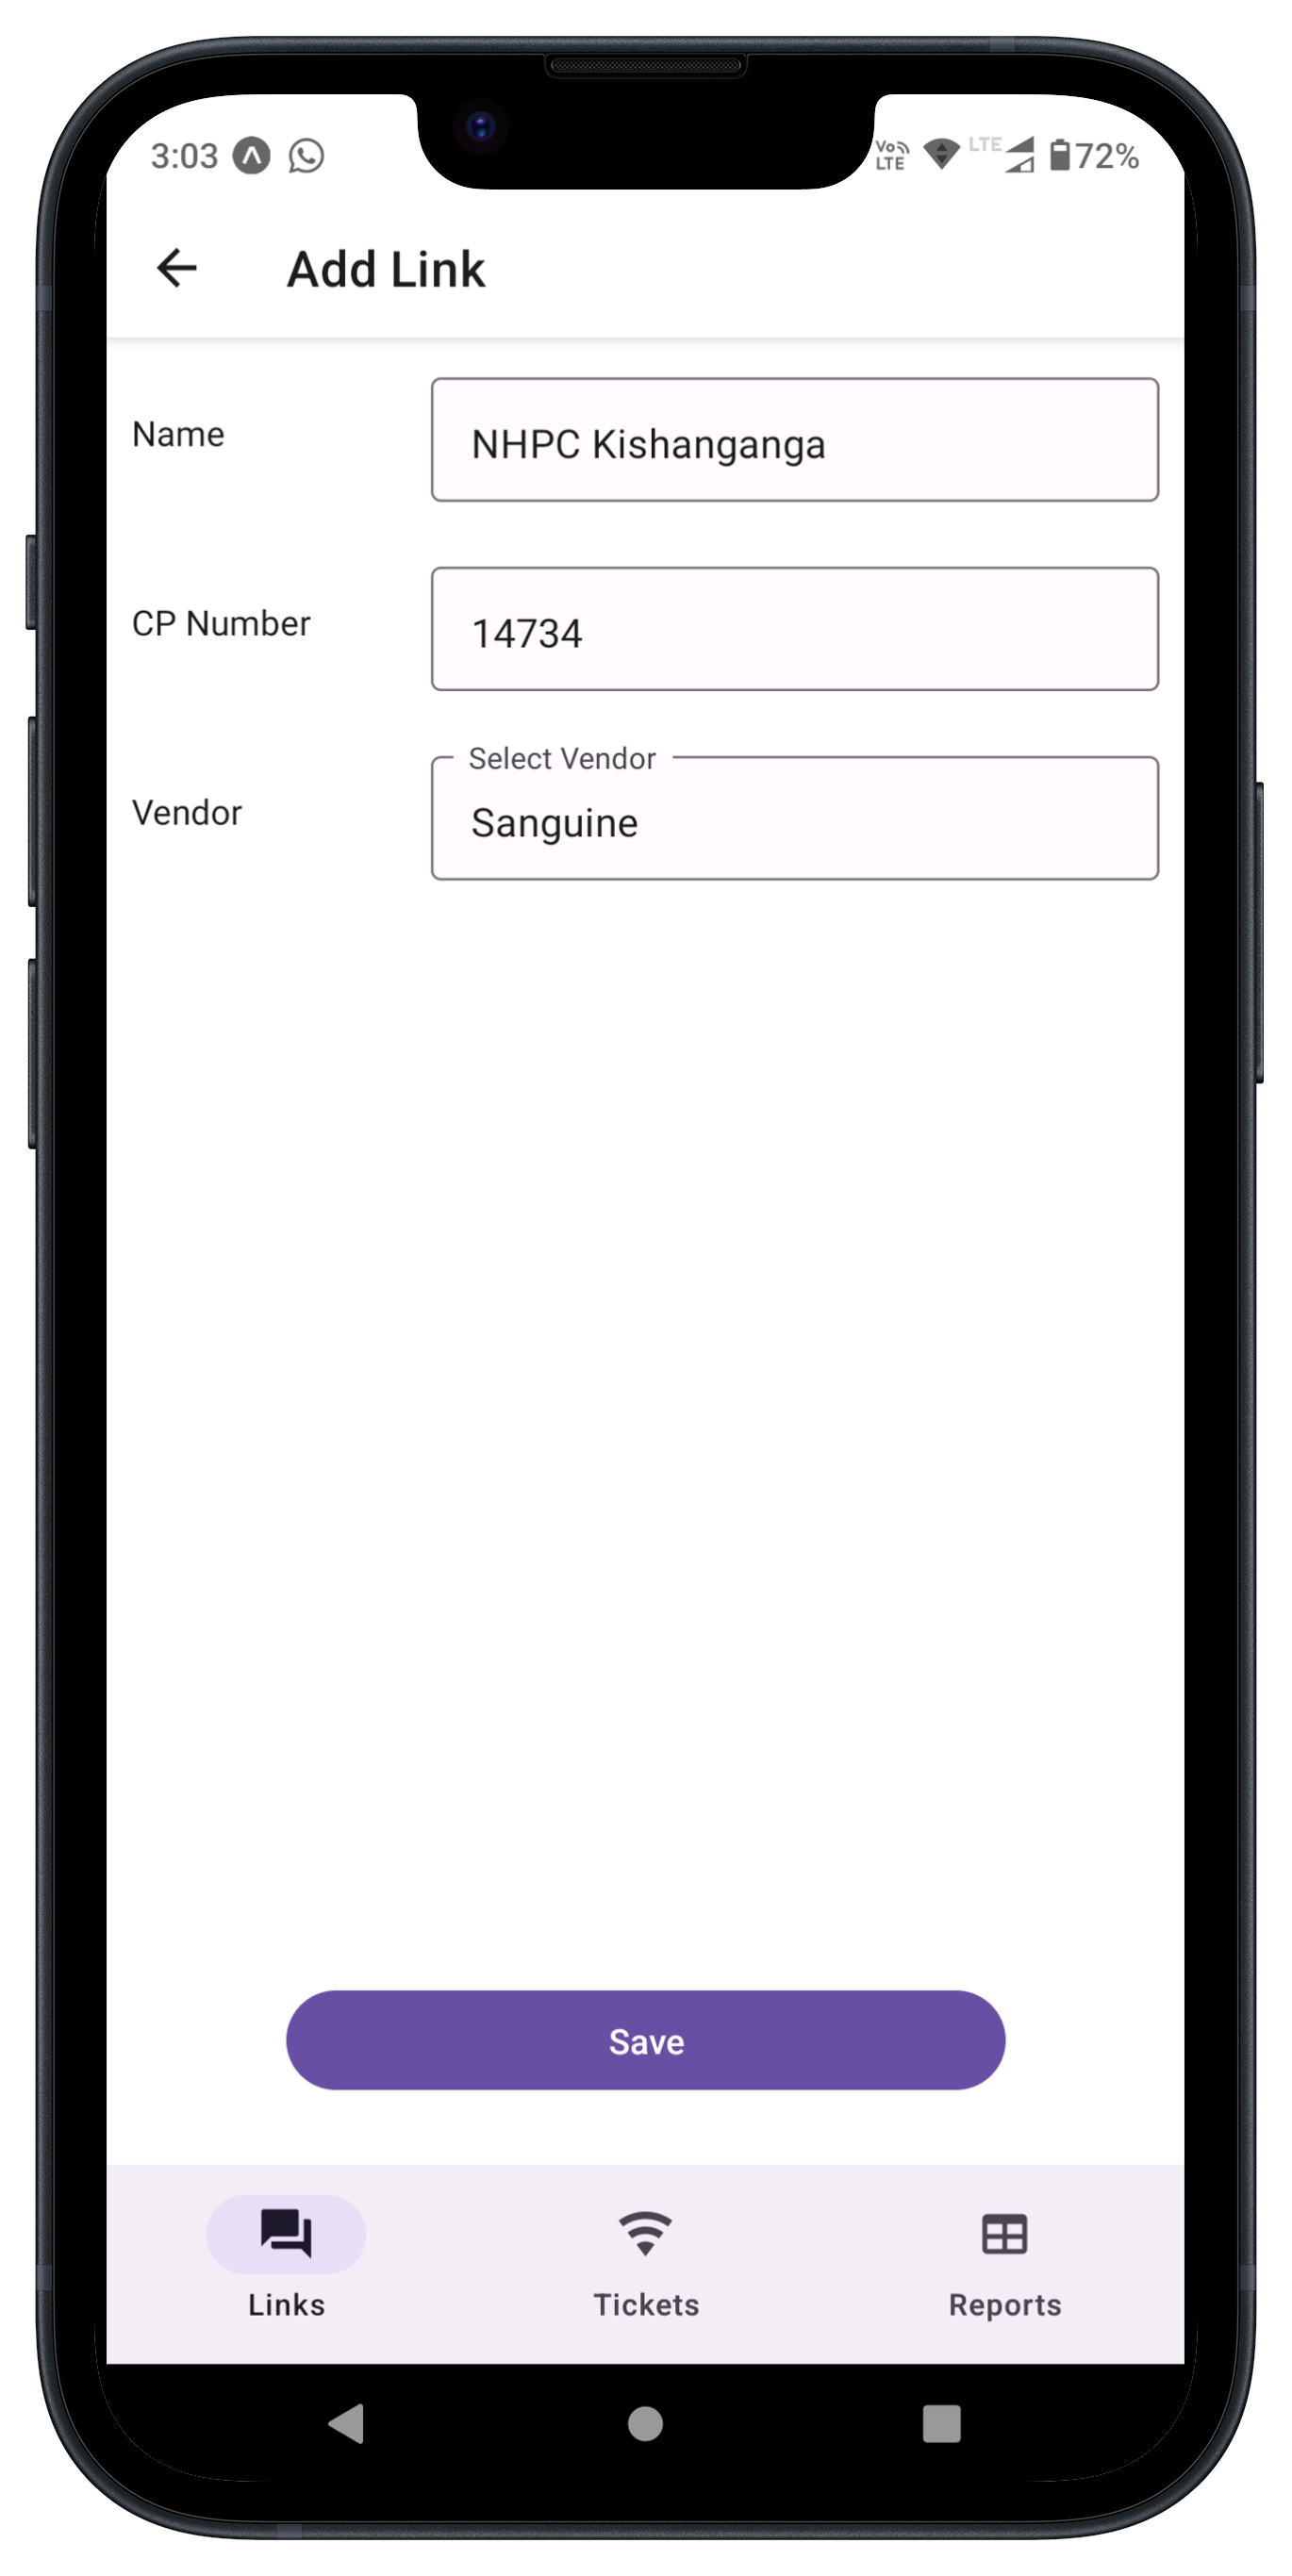 3:03 Vo LTE LTE 72%
Add Link
Name NHPC Kishanganga
CP Number 14734
Select Vendor
Vendor Sanguine
Save
Links Tickets Reports